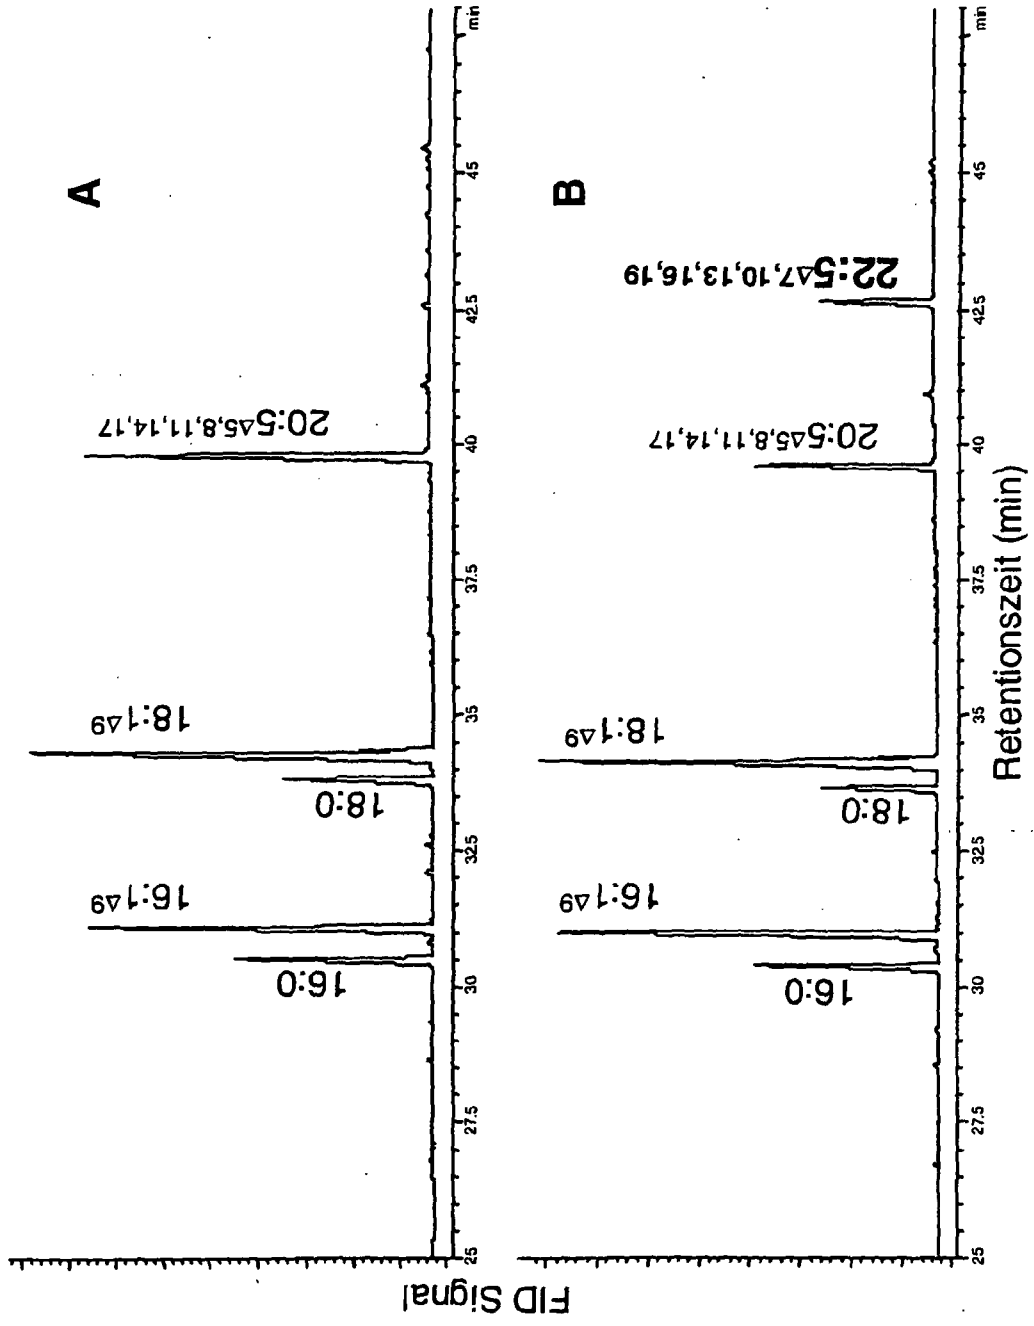 FID Signal
A
16:0
16:1Δ9
18:0
18:1Δ9
20:5Δ5,8,11,14,17
25
27.5
30
32.5
35
37.5
40
42.5
45
min
B
16:0
16:1Δ9
18:0
18:1Δ9
20:5Δ5,8,11,14,17
22:5Δ7,10,13,16,19
25
27.5
30
32.5
35
37.5
40
42.5
45
min
Retentionszeit (min)